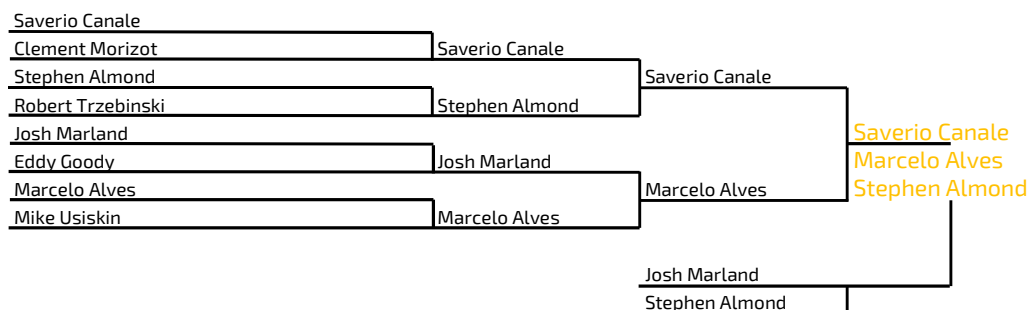 Saverio Canale
Clement Morizot
Stephen Almond
Robert Trzebinski
Josh Marland
Eddy Goody
Marcelo Alves
Mike Usiskin
Saverio Canale
Stephen Almond
Josh Marland
Marcelo Alves
Saverio Canale
Marcelo Alves
Saverio Canale
Marcelo Alves
Stephen Almond
Josh Marland
Stephen Almond